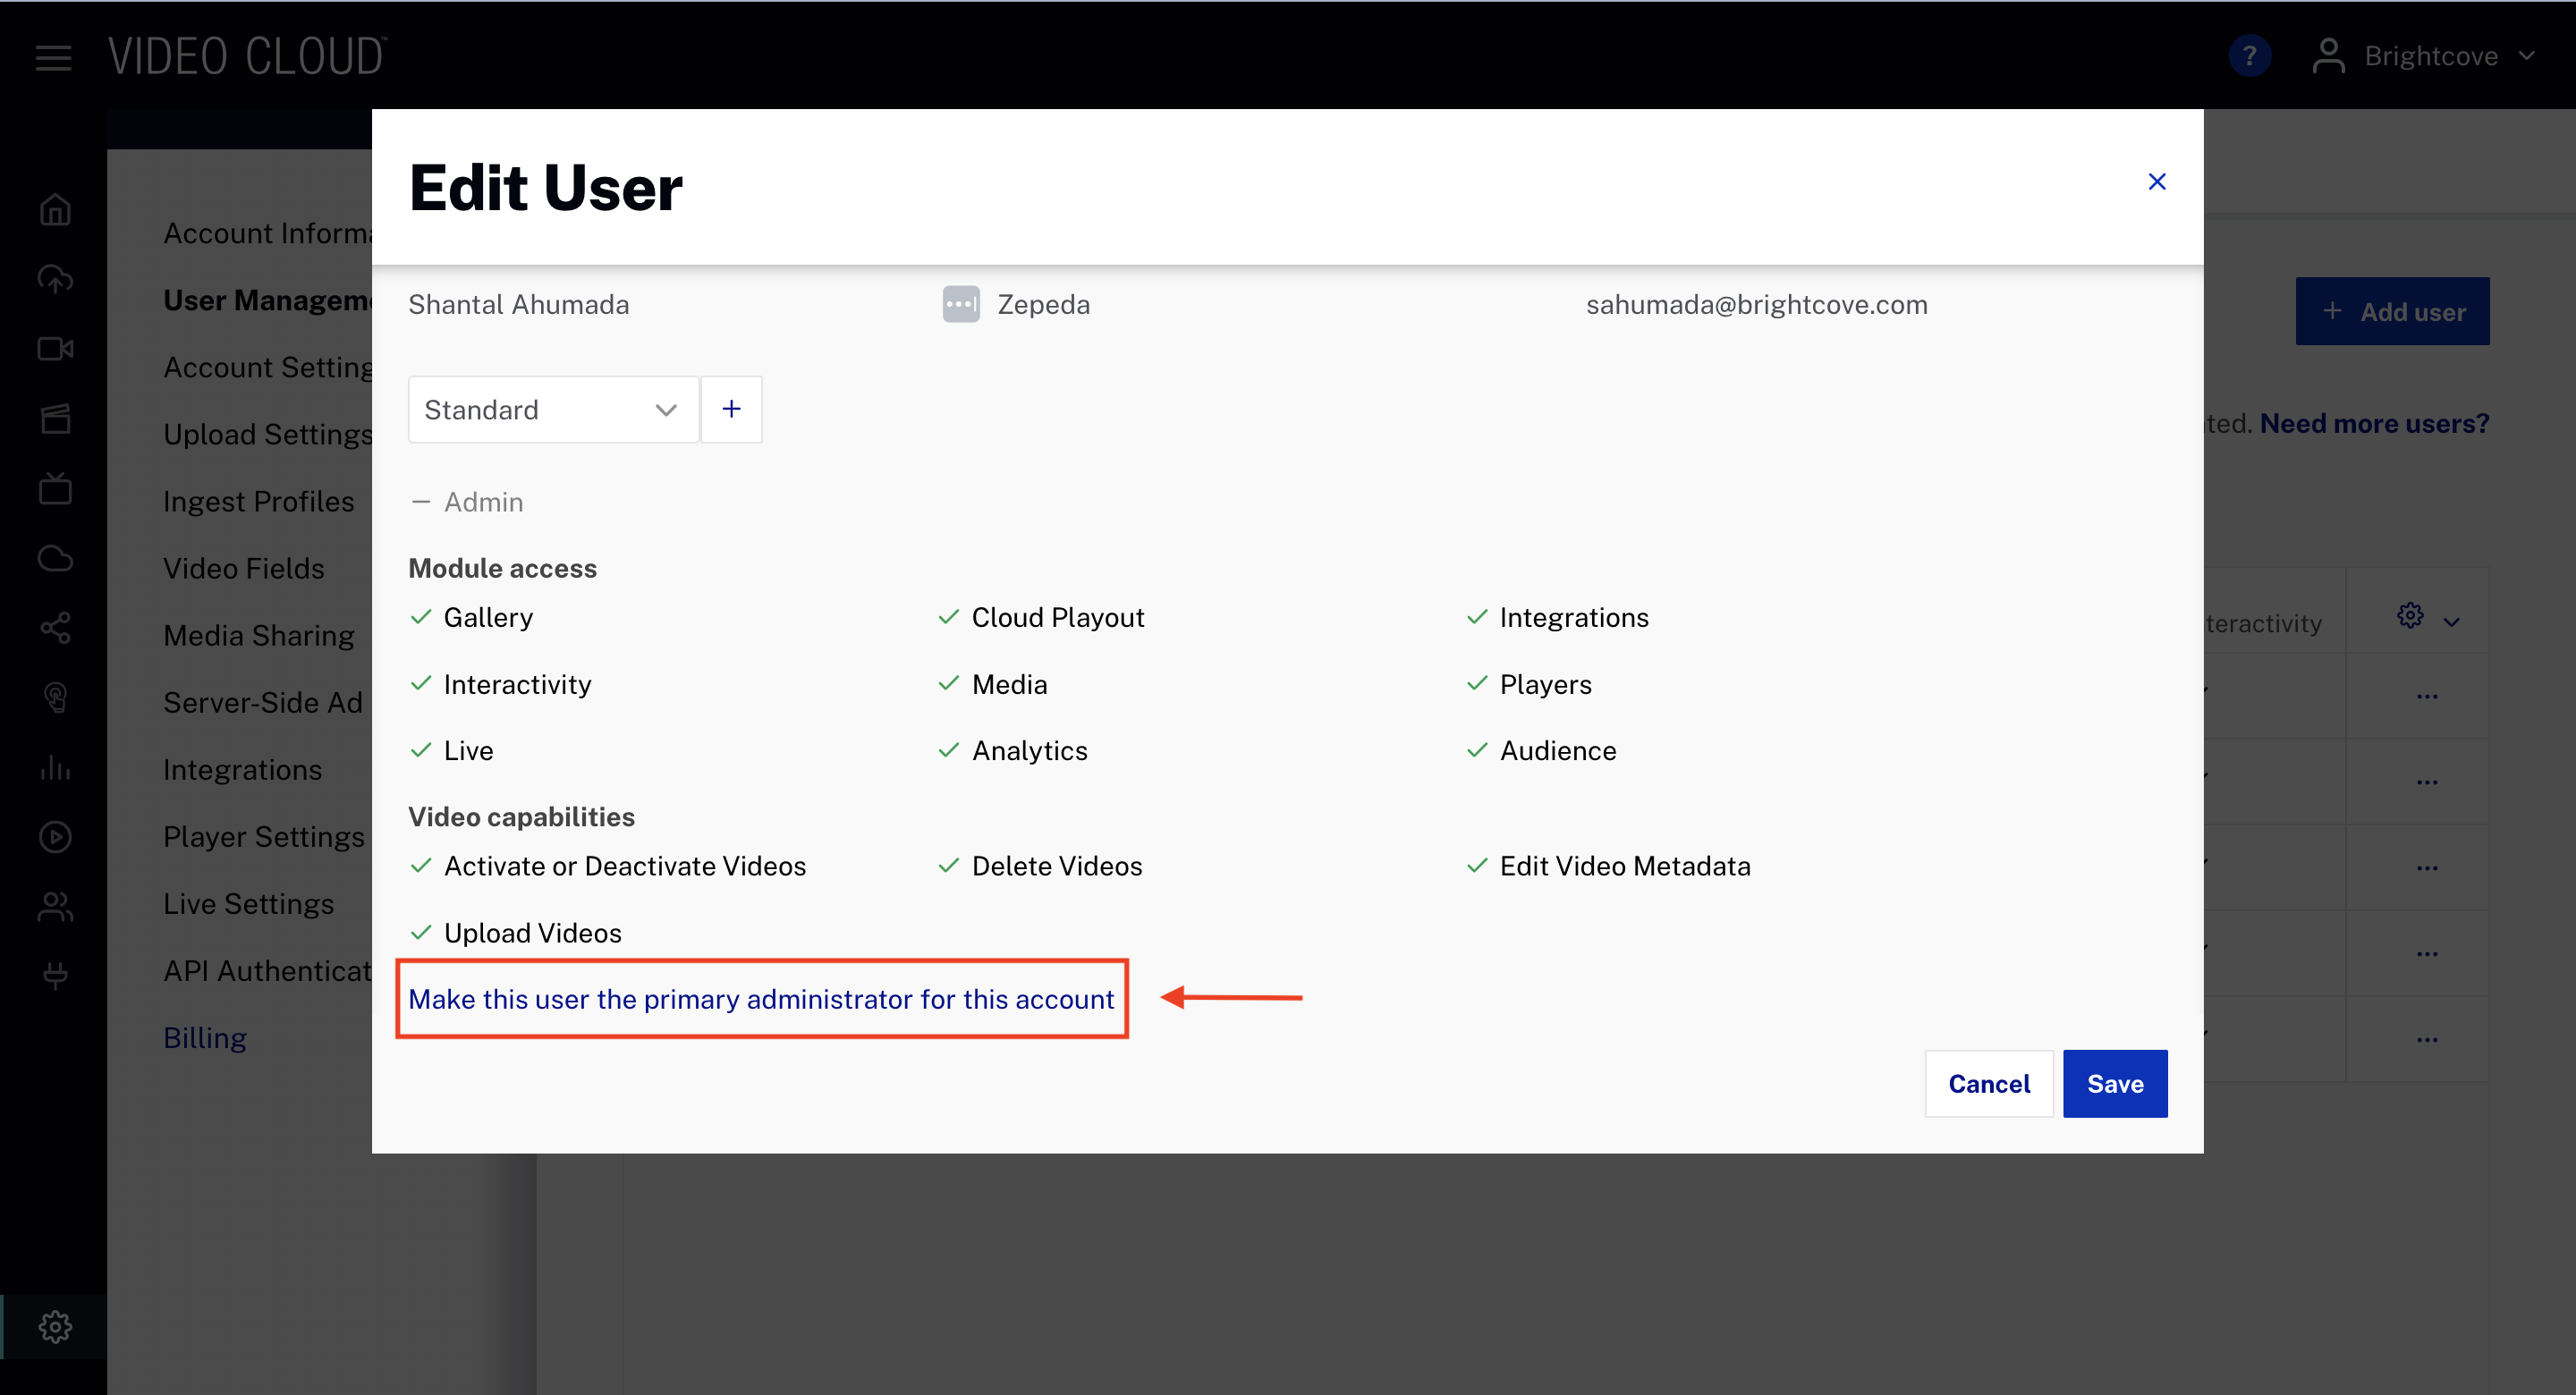 VIDEO CLOUD™
? Brightcove
Edit User
Account Informa
User Manageme
Account Setting
Upload Settings
Ingest Profiles
Video Fields
Media Sharing
Server-Side Ad
Integrations
Player Settings
Live Settings
API Authenticat
Billing
Shantal Ahumada Zepeda sahumada@brightcove.com
Standard +
Admin
Module access
Gallery Cloud Playout Integrations
Interactivity Media Players
Live Analytics Audience
Video capabilities
Activate or Deactivate Videos Delete Videos Edit Video Metadata
Upload Videos
Make this user the primary administrator for this account
Cancel Save
+ Add user
ted. Need more users?
teractivity